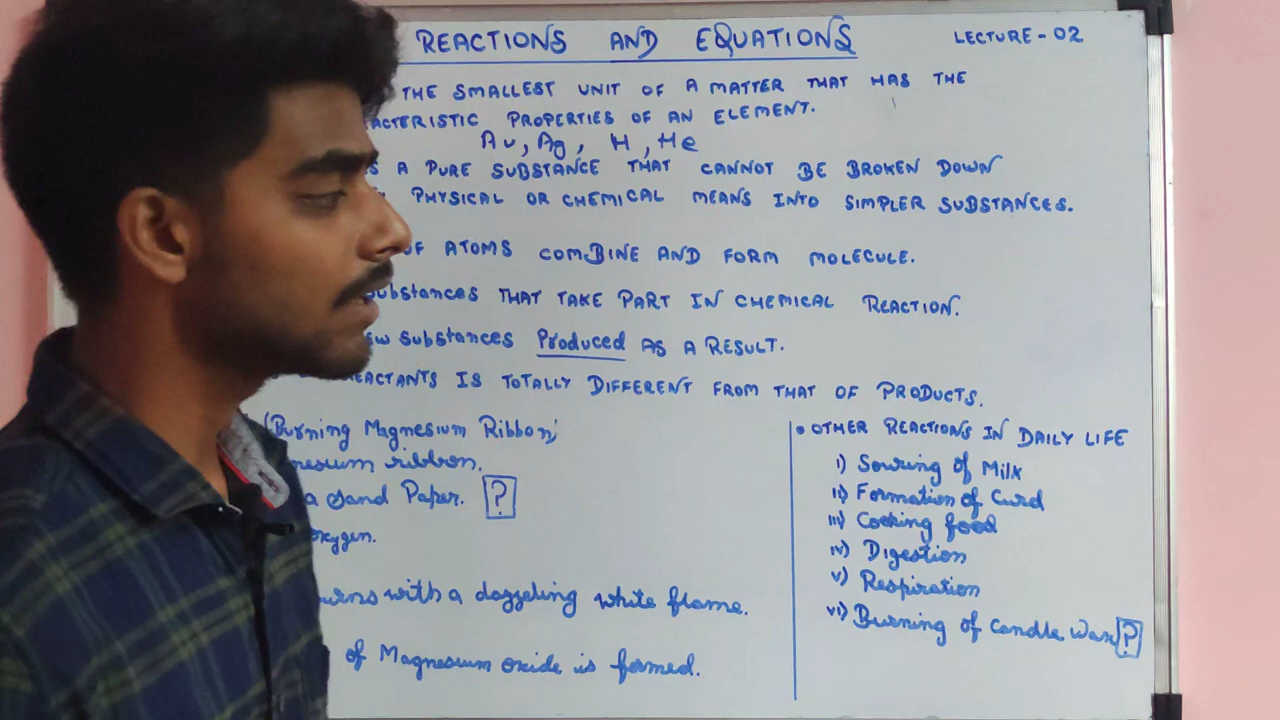 REACTIONS AND EQUATIONS
LECTURE - 02
THE SMALLEST UNIT OF A MATTER THAT HAS THE
ACTERISTIC PROPERTIES OF AN ELEMENT.
Au, Ag, H, He
S A PURE SUBSTANCE THAT CANNOT BE BROKEN DOWN
PHYSICAL OR CHEMICAL MEANS INTO SIMPLER SUBSTANCES.
OF ATOMS COMBINE AND FORM MOLECULE.
Substances THAT TAKE PART IN CHEMICAL REACTION.
EW Substances Produced AS A RESULT.
EACTANTS IS TOTALLY DIFFERENT FROM THAT OF PRODUCTS.
(Burning Magnesium Ribbon)
nesium ribbon.
a Sand Paper. ?
oxygen.
urns with a dazzeling white flame.
of Magnesium oxide is formed.
• OTHER REACTIONS IN DAILY LIFE
i) Souring of Milk
ii) Formation of Curd
iii) Cooking food
iv) Digestion
v) Respiration
vi) Burning of Candle Wax ?